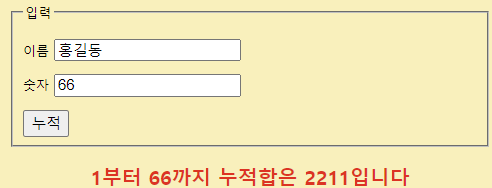 입력
이름 홍길동
숫자 66
누적
1부터 66까지 누적합은 2211입니다